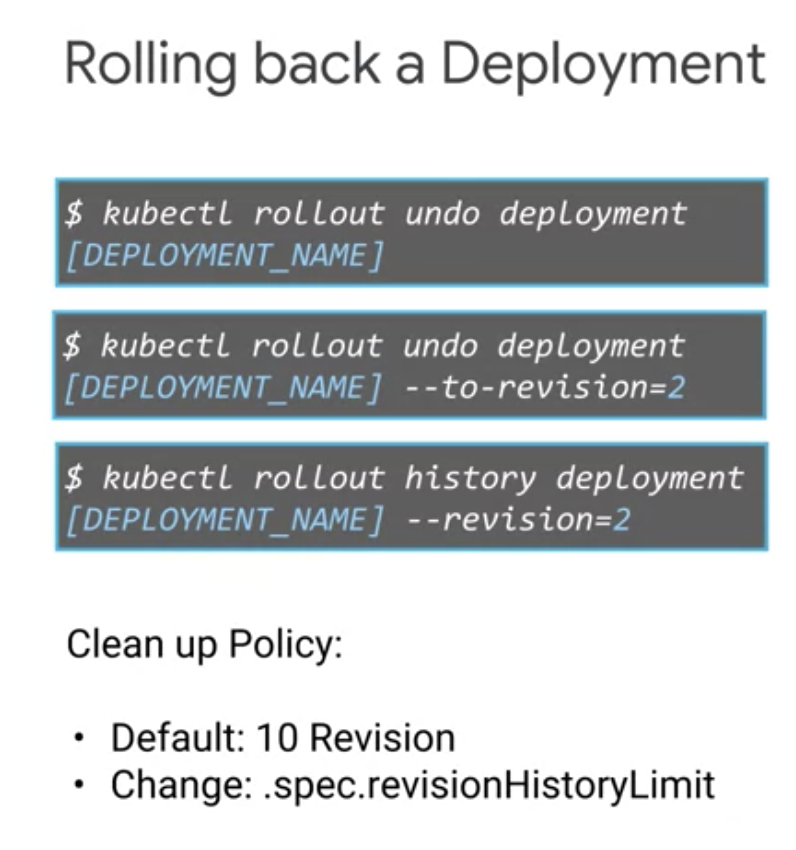 Rolling back a Deployment
$ kubectl rollout undo deployment
[DEPLOYMENT_NAME]
$ kubectl rollout undo deployment
[DEPLOYMENT_NAME] --to-revision=2
$ kubectl rollout history deployment
[DEPLOYMENT_NAME] --revision=2
Clean up Policy:
• Default: 10 Revision
• Change: .spec.revisionHistoryLimit